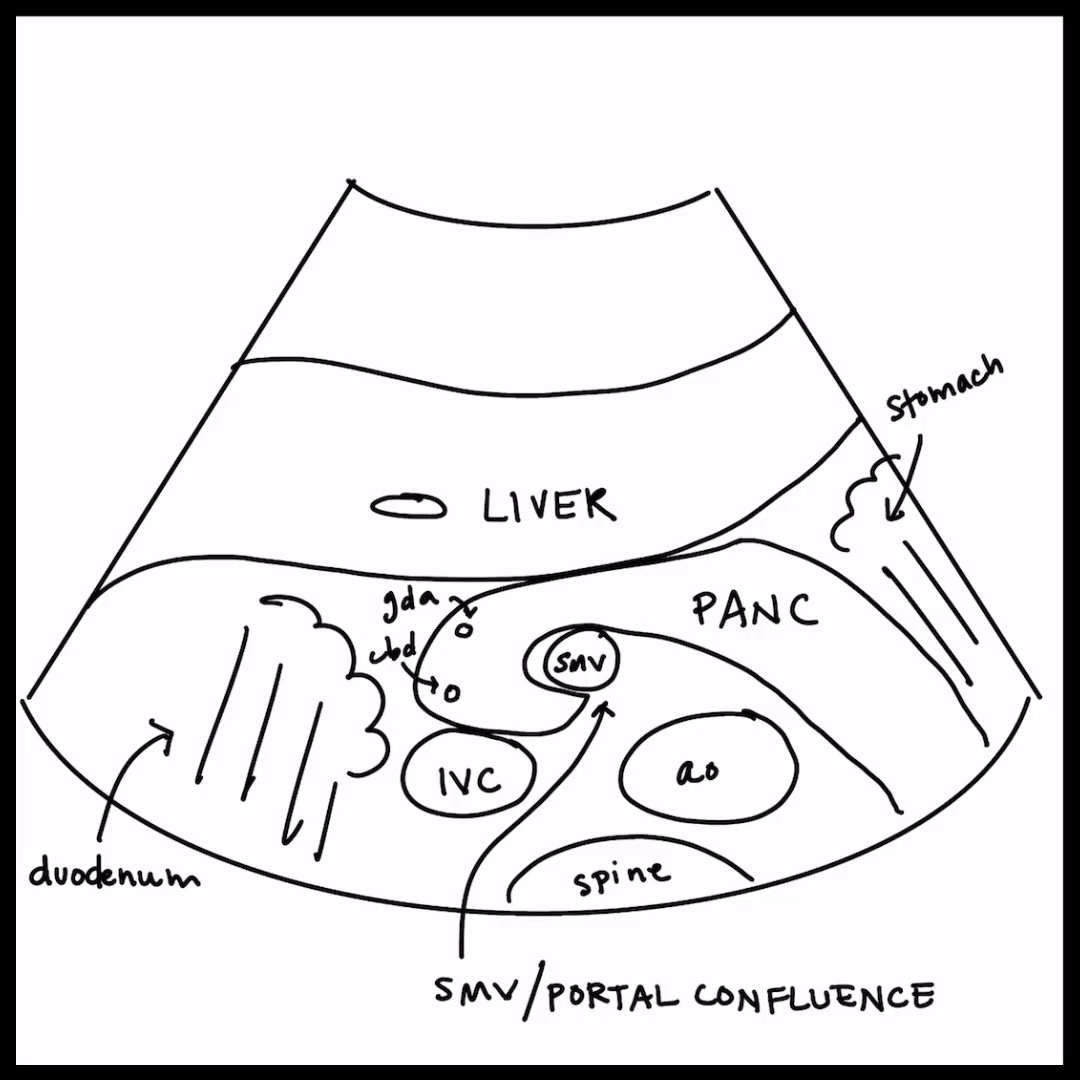 stomach
LIVER
gda
PANC
cbd
smv
IVC
ao
duodenum
spine
SMV/PORTAL CONFLUENCE